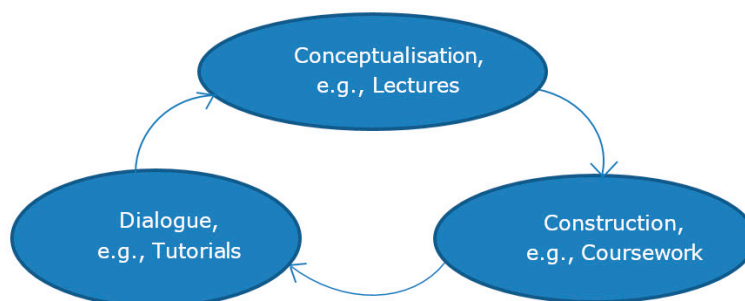 Conceptualisation,
e.g., Lectures
Dialogue,
e.g., Tutorials
Construction,
e.g., Coursework